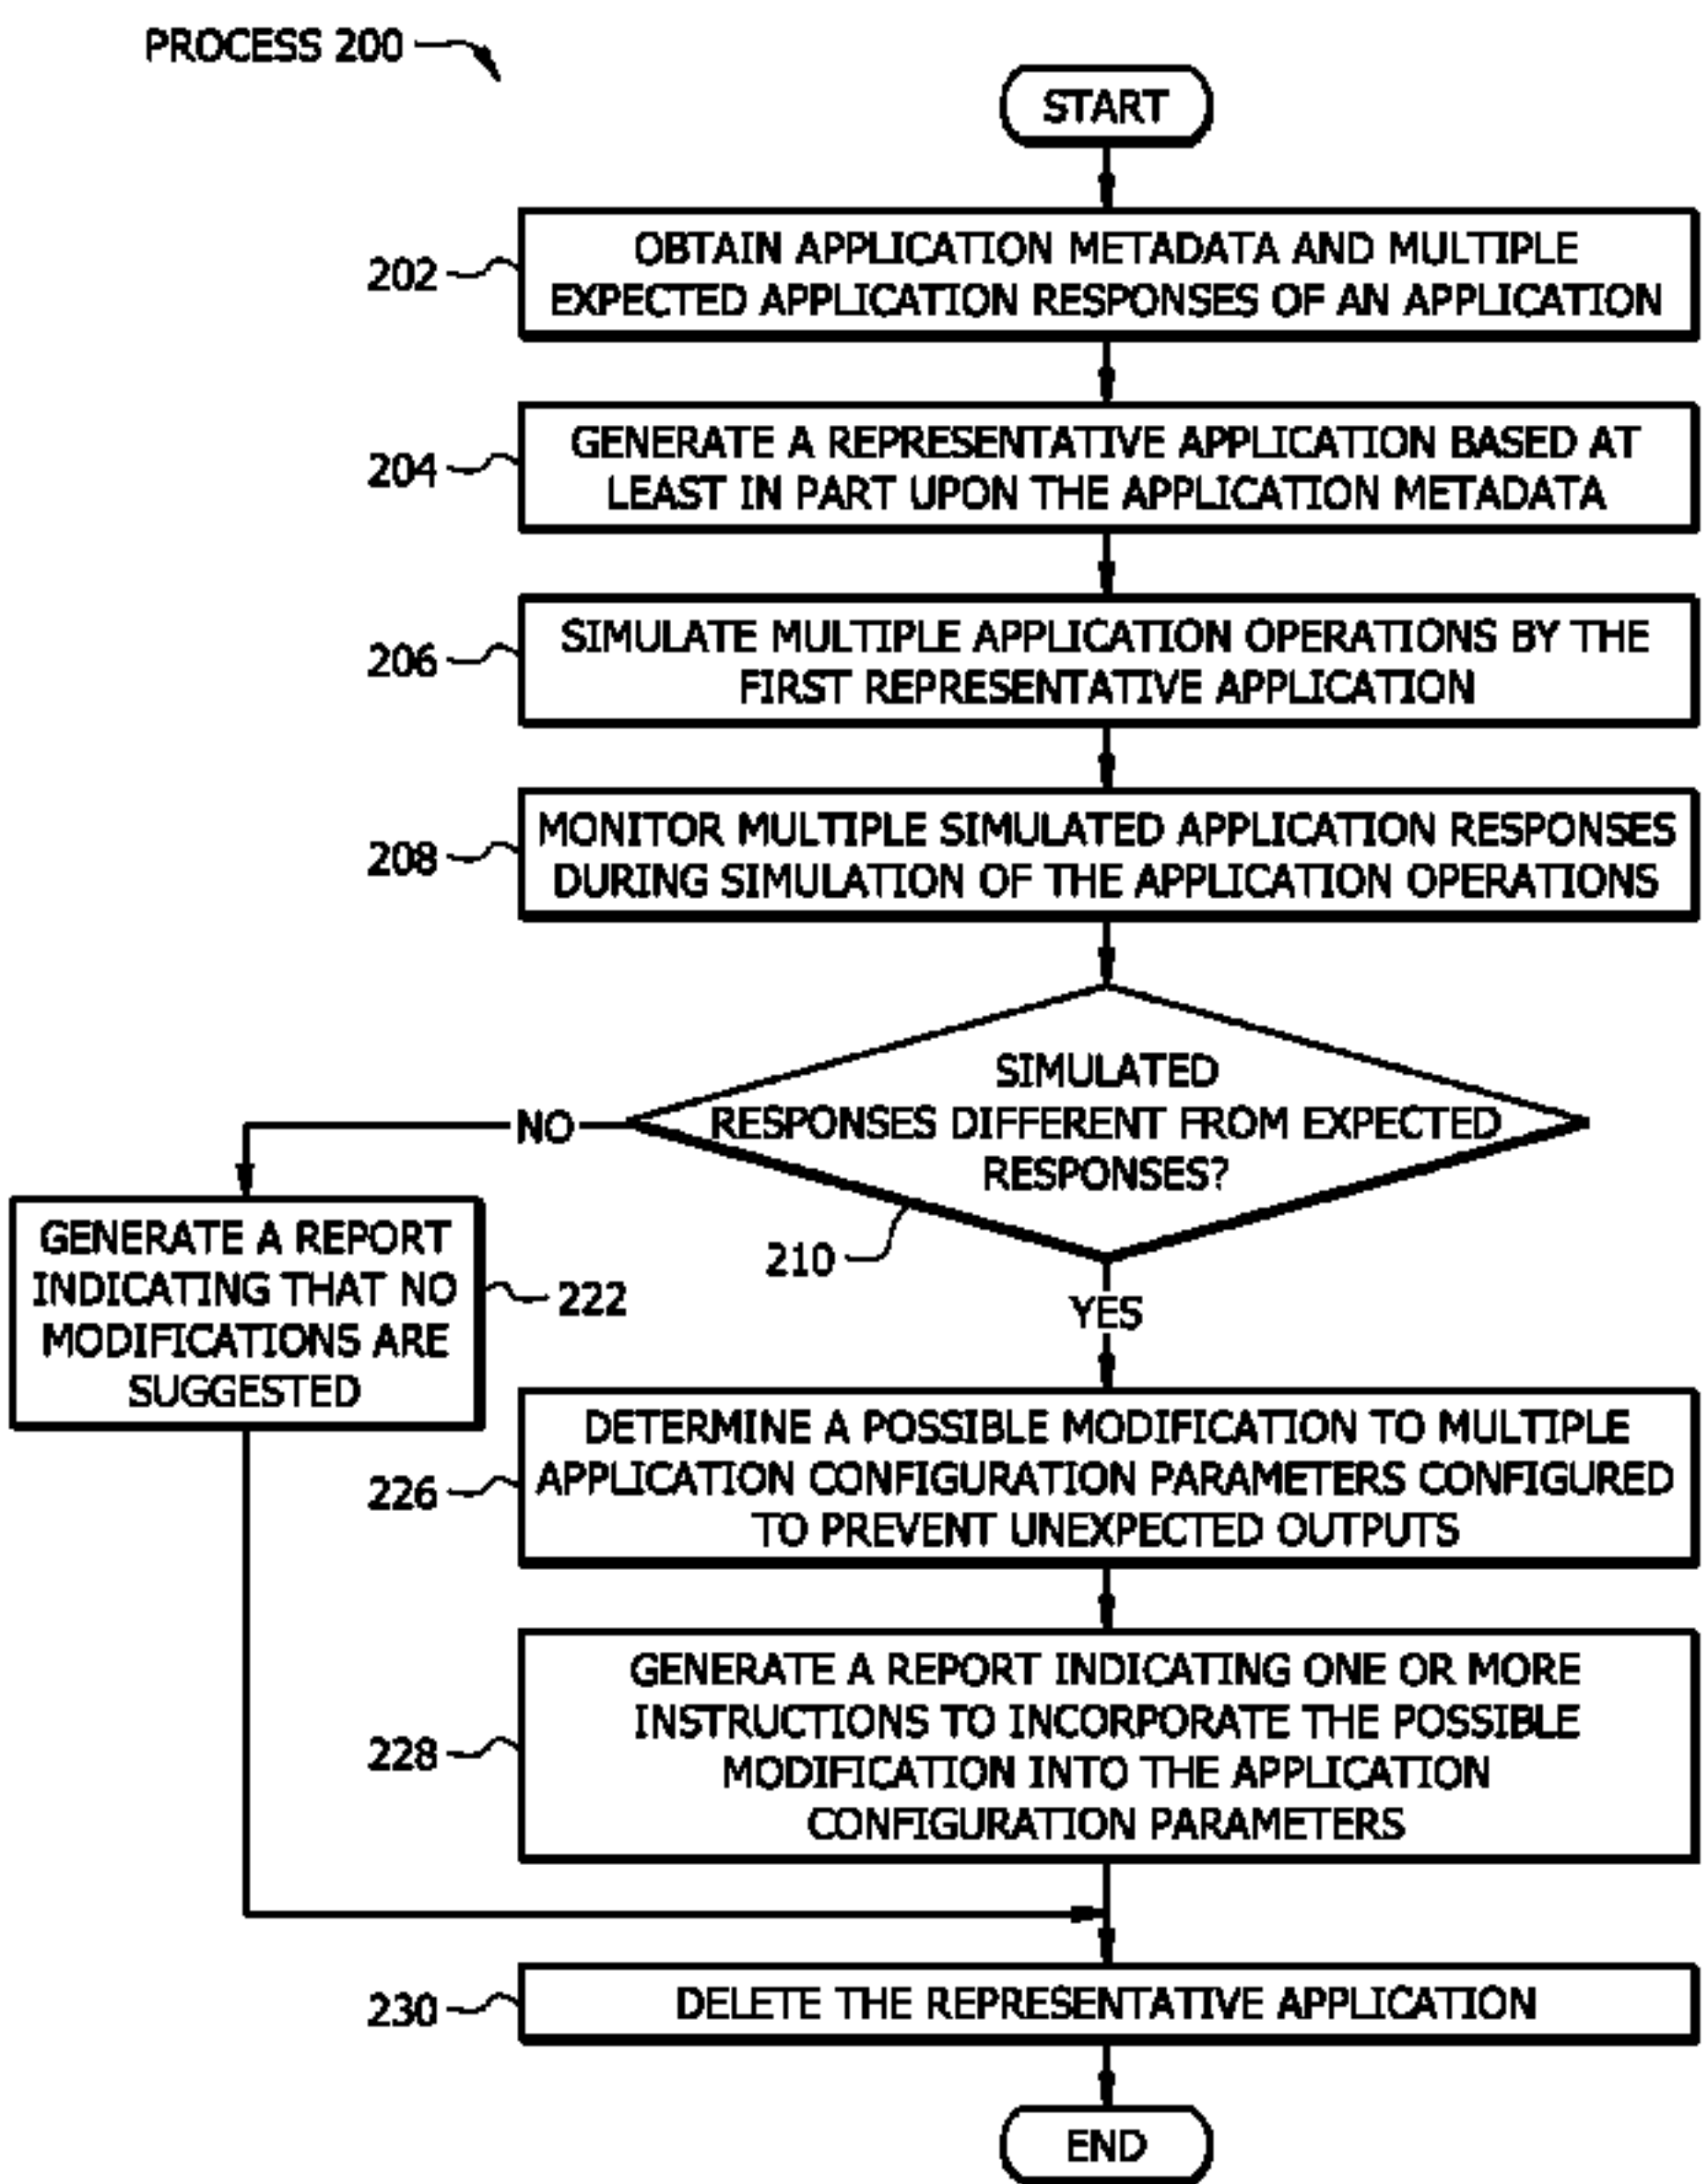 PROCESS 200
START
202
OBTAIN APPLICATION METADATA AND MULTIPLE
EXPECTED APPLICATION RESPONSES OF AN APPLICATION
204
GENERATE A REPRESENTATIVE APPLICATION BASED AT
LEAST IN PART UPON THE APPLICATION METADATA
206
SIMULATE MULTIPLE APPLICATION OPERATIONS BY THE
FIRST REPRESENTATIVE APPLICATION
208
MONITOR MULTIPLE SIMULATED APPLICATION RESPONSES
DURING SIMULATION OF THE APPLICATION OPERATIONS
SIMULATED
RESPONSES DIFFERENT FROM EXPECTED
RESPONSES?
210
NO
GENERATE A REPORT
INDICATING THAT NO
MODIFICATIONS ARE
SUGGESTED
222
YES
226
DETERMINE A POSSIBLE MODIFICATION TO MULTIPLE
APPLICATION CONFIGURATION PARAMETERS CONFIGURED
TO PREVENT UNEXPECTED OUTPUTS
228
GENERATE A REPORT INDICATING ONE OR MORE
INSTRUCTIONS TO INCORPORATE THE POSSIBLE
MODIFICATION INTO THE APPLICATION
CONFIGURATION PARAMETERS
230
DELETE THE REPRESENTATIVE APPLICATION
END